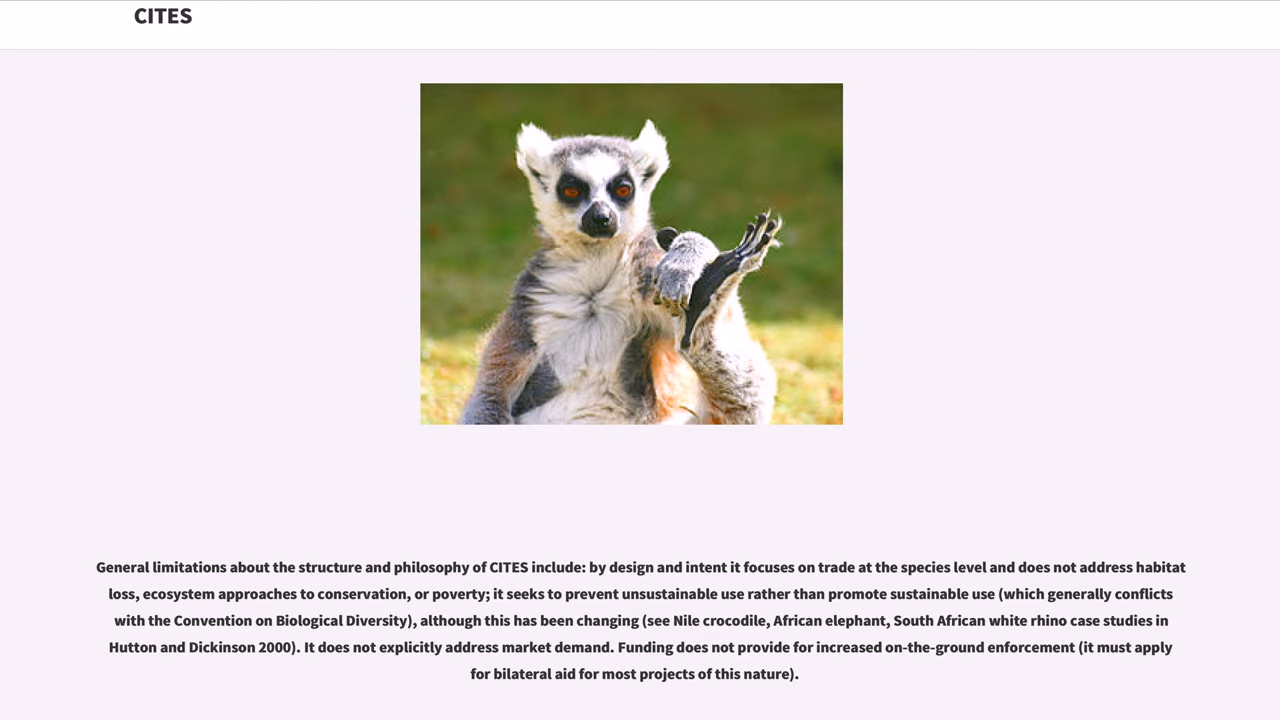 CITES
General limitations about the structure and philosophy of CITES include: by design and intent it focuses on trade at the species level and does not address habitat
loss, ecosystem approaches to conservation, or poverty; it seeks to prevent unsustainable use rather than promote sustainable use (which generally conflicts
with the Convention on Biological Diversity), although this has been changing (see Nile crocodile, African elephant, South African white rhino case studies in
Hutton and Dickinson 2000). It does not explicitly address market demand. Funding does not provide for increased on-the-ground enforcement (it must apply
for bilateral aid for most projects of this nature).